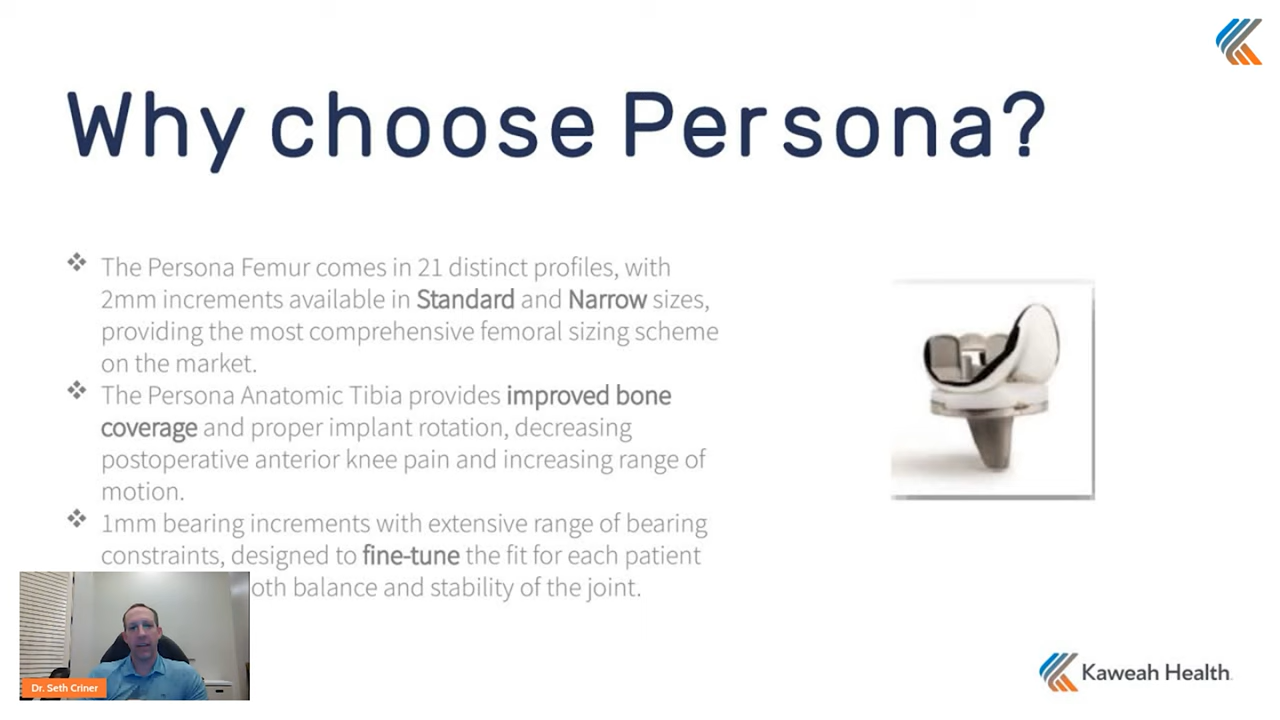 Why choose Persona?
❖ The Persona Femur comes in 21 distinct profiles, with
2mm increments available in Standard and Narrow sizes,
providing the most comprehensive femoral sizing scheme
on the market.
❖ The Persona Anatomic Tibia provides improved bone
coverage and proper implant rotation, decreasing
postoperative anterior knee pain and increasing range of
motion.
❖ 1mm bearing increments with extensive range of bearing
constraints, designed to fine-tune the fit for each patient
oth balance and stability of the joint.
Dr. Seth Criner
Kaweah Health